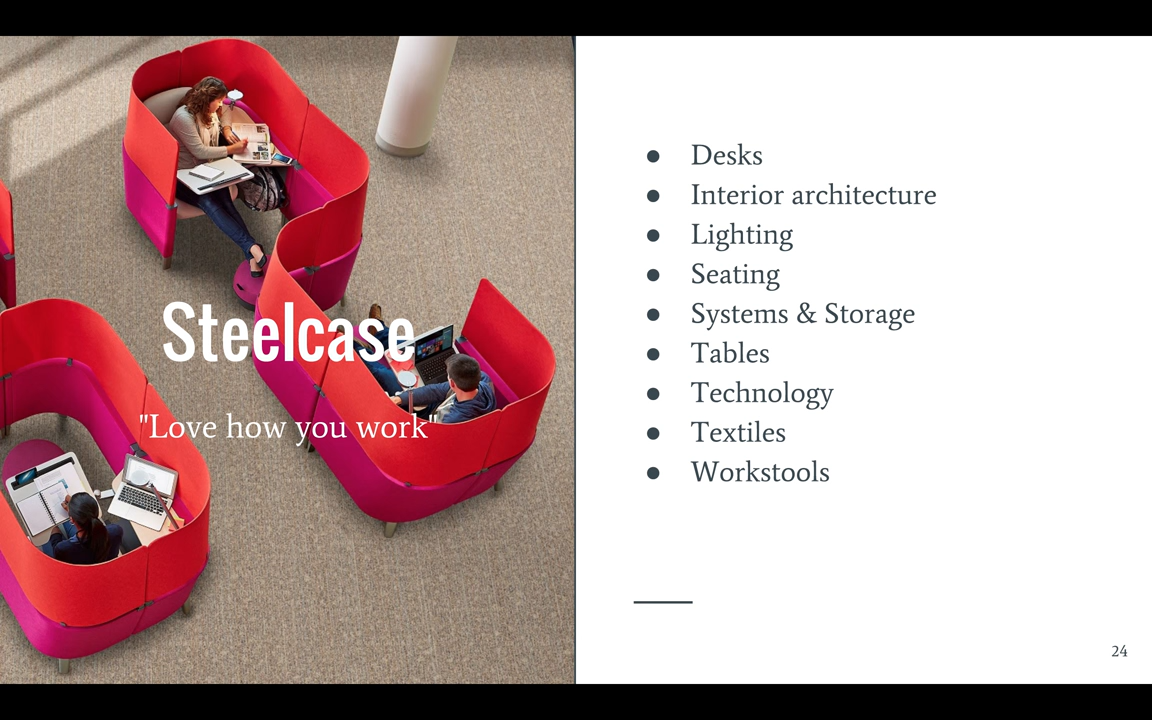 Steelcase
"Love how you work"
● Desks
● Interior architecture
● Lighting
● Seating
● Systems & Storage
● Tables
● Technology
● Textiles
● Workstools
24